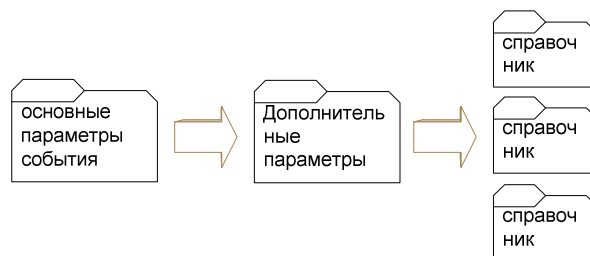 основные
параметры
события
Дополнитель
ные
параметры
справоч
ник
справоч
ник
справоч
ник